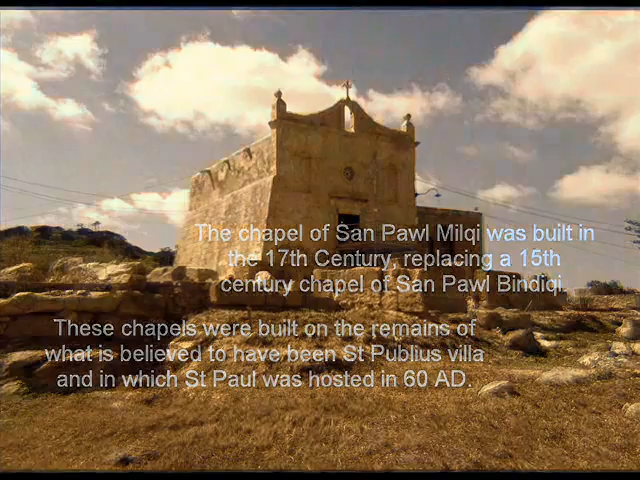 The chapel of San Pawl Milqi was built in
the 17th Century, replacing a 15th
century chapel of San Pawl Bindiqi.
These chapels were built on the remains of
what is believed to have been St Publius villa
and in which St Paul was hosted in 60 AD.